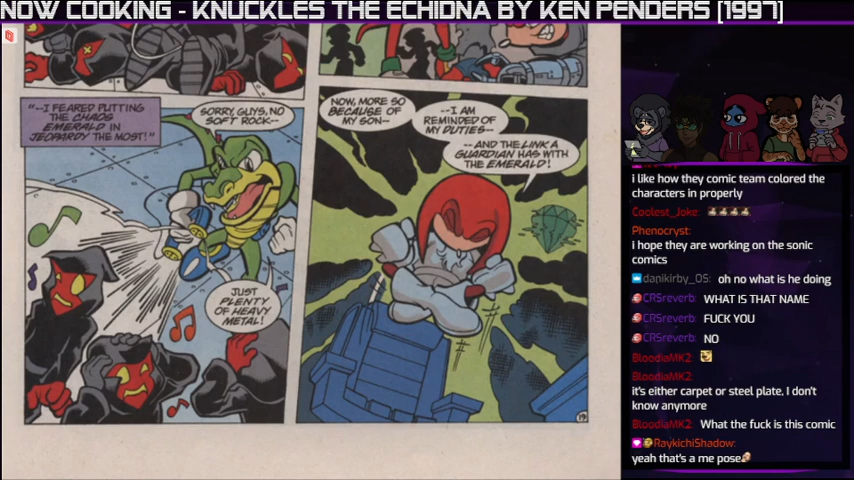 NOW COOKING - KNUCKLES THE ECHIDNA BY KEN PENDERS [1997]
"--I FEARED PUTTING
THE CHAOS
EMERALD IN
JEOPARDY THE MOST!"
SORRY, GUYS, NO
SOFT ROCK--
JUST
PLENTY
OF HEAVY
METAL!
NOW, MORE SO
BECAUSE OF
MY SON--
--I AM
REMINDED OF
MY DUTIES--
--AND THE LINK A
GUARDIAN HAS WITH
THE EMERALD!
19
i like how they comic team colored the
characters in properly
Coolest_Joke:
Phenocryst:
i hope they are working on the sonic
comics
danikirby_05: oh no what is he doing
CRSreverb: WHAT IS THAT NAME
CRSreverb: FUCK YOU
CRSreverb: NO
BloodiaMK2:
BloodiaMK2:
it's either carpet or steel plate, I don't
know anymore
BloodiaMK2: What the fuck is this comic
RaykichiShadow:
yeah that's a me pose